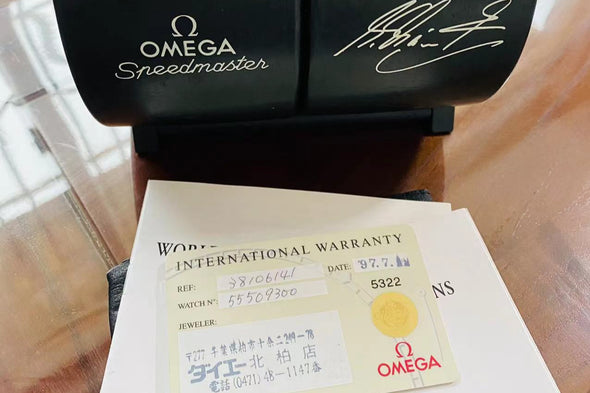 Ω
OMEGA
Speedmaster
WORL
INTERNATIONAL WARRANTY
REF: 38106141
DATE: '97.7.
WATCH N°: 55509300
5322
NS
JEWELER:
〒277 千葉県柏市十余二249-78
ダイエー北柏店
電話(0471)48-1147番
Ω
OMEGA